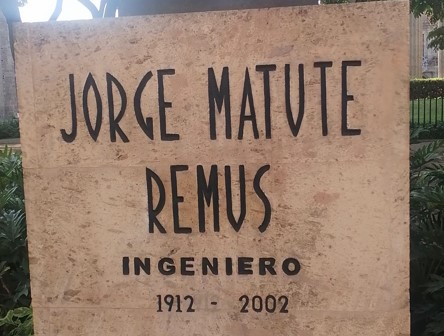 JORGE MATUTE
REMUS
INGENIERO
1912 - 2002